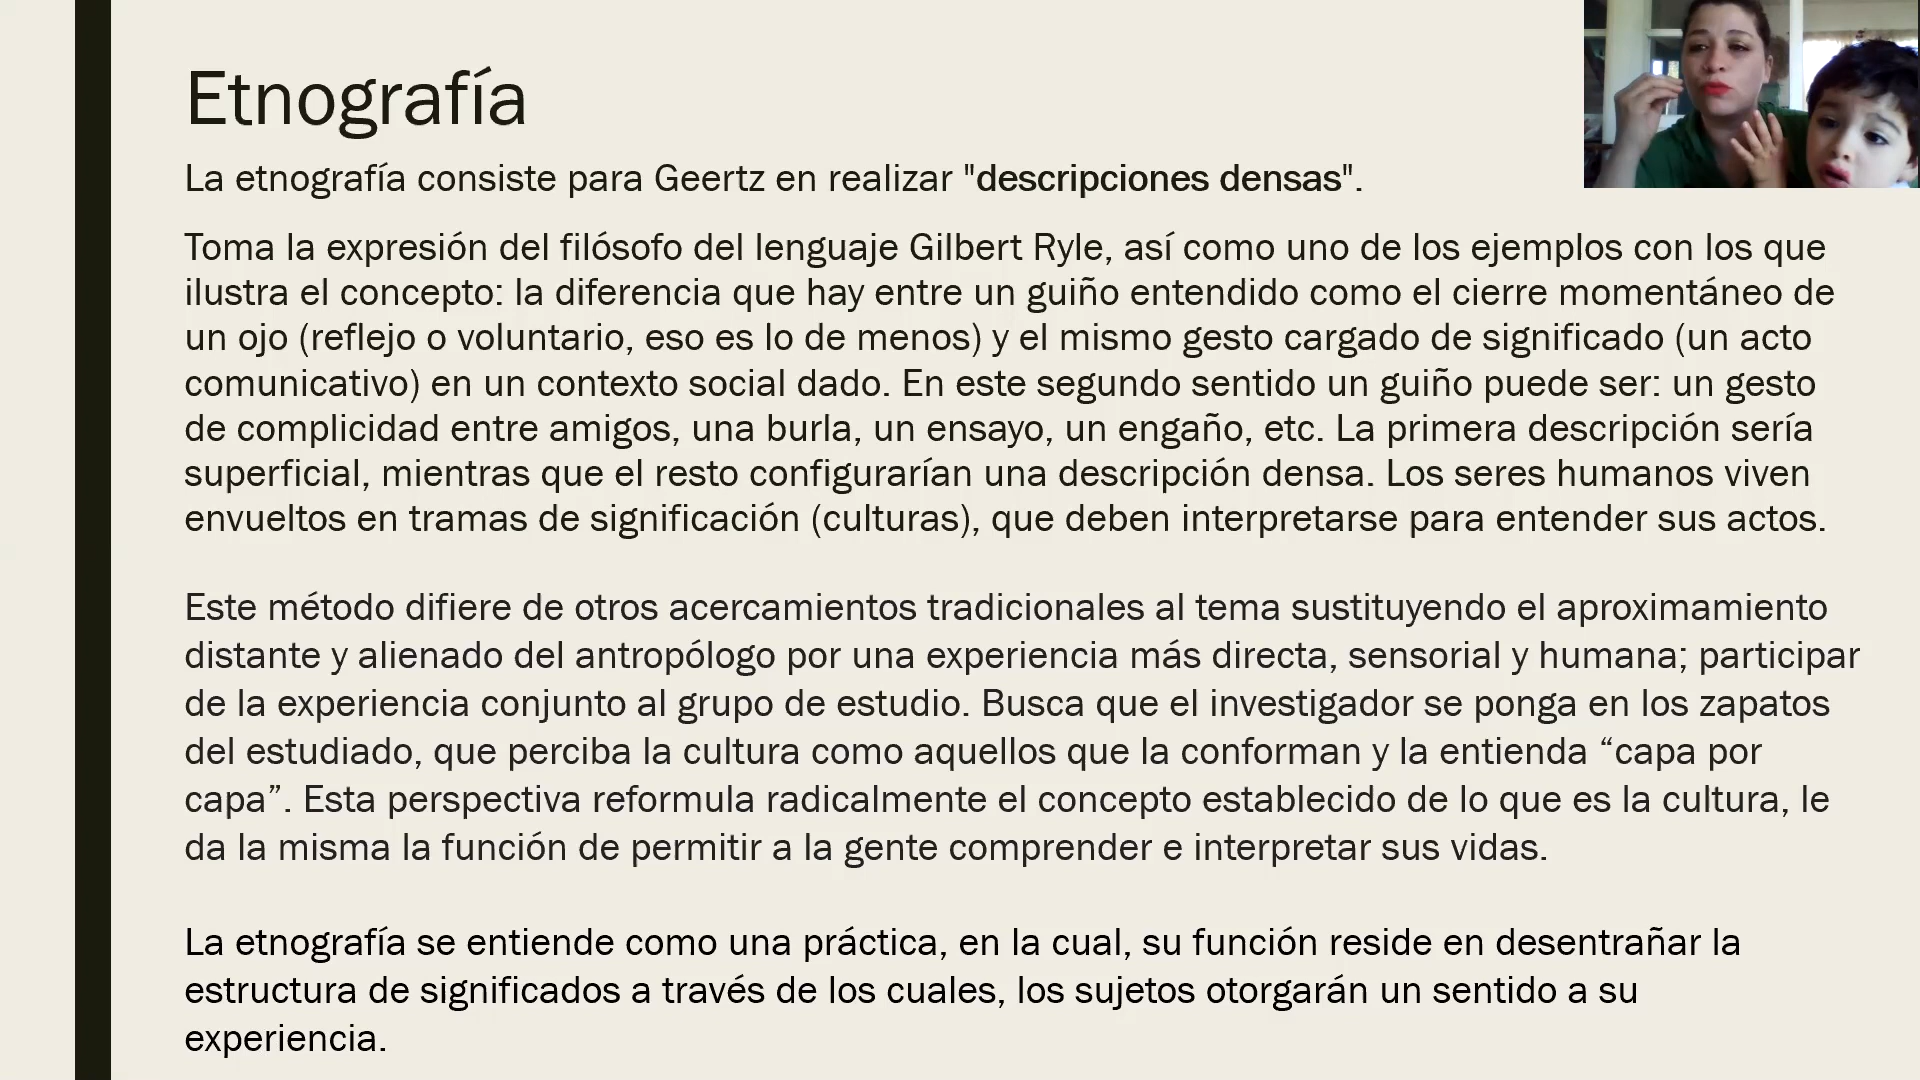 Etnografía
La etnografía consiste para Geertz en realizar "descripciones densas".
Toma la expresión del filósofo del lenguaje Gilbert Ryle, así como uno de los ejemplos con los que
ilustra el concepto: la diferencia que hay entre un guiño entendido como el cierre momentáneo de
un ojo (reflejo o voluntario, eso es lo de menos) y el mismo gesto cargado de significado (un acto
comunicativo) en un contexto social dado. En este segundo sentido un guiño puede ser: un gesto
de complicidad entre amigos, una burla, un ensayo, un engaño, etc. La primera descripción sería
superficial, mientras que el resto configurarían una descripción densa. Los seres humanos viven
envueltos en tramas de significación (culturas), que deben interpretarse para entender sus actos.
Este método difiere de otros acercamientos tradicionales al tema sustituyendo el aproximamiento
distante y alienado del antropólogo por una experiencia más directa, sensorial y humana; participar
de la experiencia conjunto al grupo de estudio. Busca que el investigador se ponga en los zapatos
del estudiado, que perciba la cultura como aquellos que la conforman y la entienda “capa por
capa”. Esta perspectiva reformula radicalmente el concepto establecido de lo que es la cultura, le
da la misma la función de permitir a la gente comprender e interpretar sus vidas.
La etnografía se entiende como una práctica, en la cual, su función reside en desentrañar la
estructura de significados a través de los cuales, los sujetos otorgarán un sentido a su
experiencia.